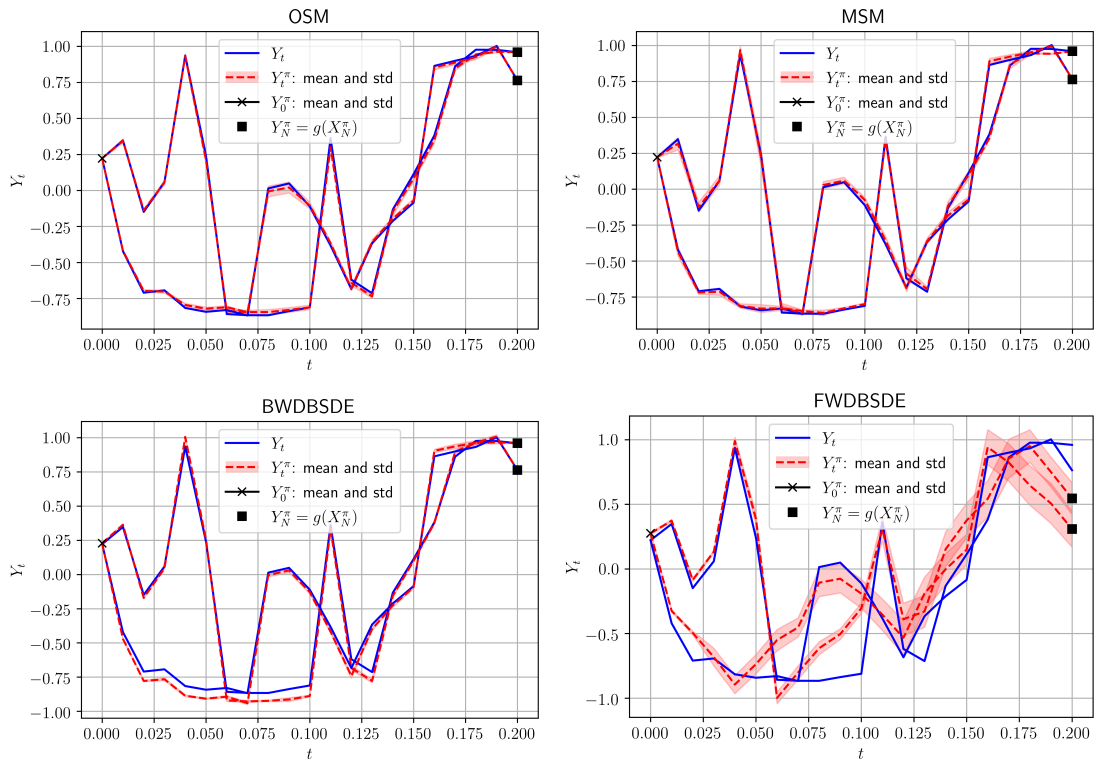 OSM
Y_t
1.00
0.75
0.50
0.25
0.00
−0.25
−0.50
−0.75
Y_t
Y_t^π: mean and std
Y_0^π: mean and std
Y_N^π = g(X_N^π)
0.000 0.025 0.050 0.075 0.100 0.125 0.150 0.175 0.200
t
MSM
Y_t
1.00
0.75
0.50
0.25
0.00
−0.25
−0.50
−0.75
Y_t
Y_t^π: mean and std
Y_0^π: mean and std
Y_N^π = g(X_N^π)
0.000 0.025 0.050 0.075 0.100 0.125 0.150 0.175 0.200
t
BWDBSDE
Y_t
1.00
0.75
0.50
0.25
0.00
−0.25
−0.50
−0.75
−1.00
Y_t
Y_t^π: mean and std
Y_0^π: mean and std
Y_N^π = g(X_N^π)
0.000 0.025 0.050 0.075 0.100 0.125 0.150 0.175 0.200
t
FWDBSDE
Y_t
1.0
0.5
0.0
−0.5
−1.0
Y_t
Y_t^π: mean and std
Y_0^π: mean and std
Y_N^π = g(X_N^π)
0.000 0.025 0.050 0.075 0.100 0.125 0.150 0.175 0.200
t